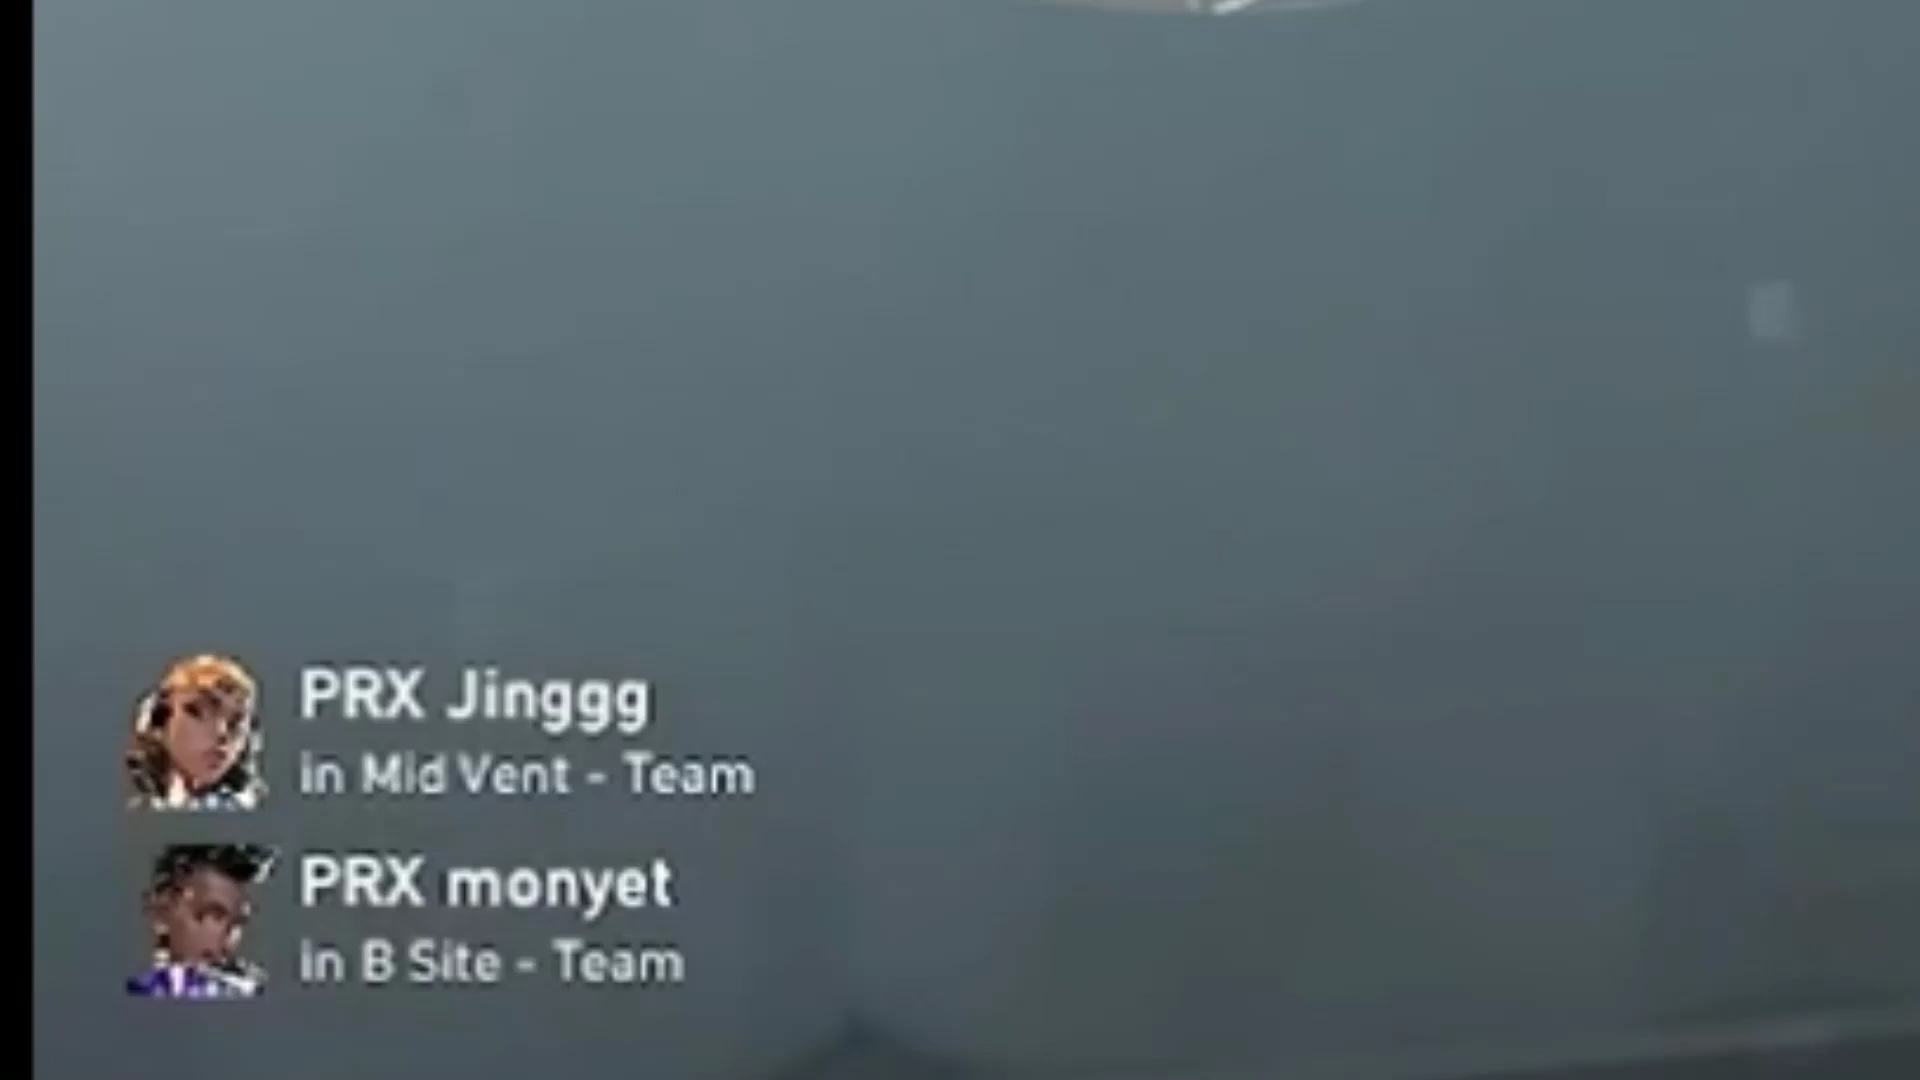 PRX Jinggg
in Mid Vent - Team
PRX monyet
in B Site - Team